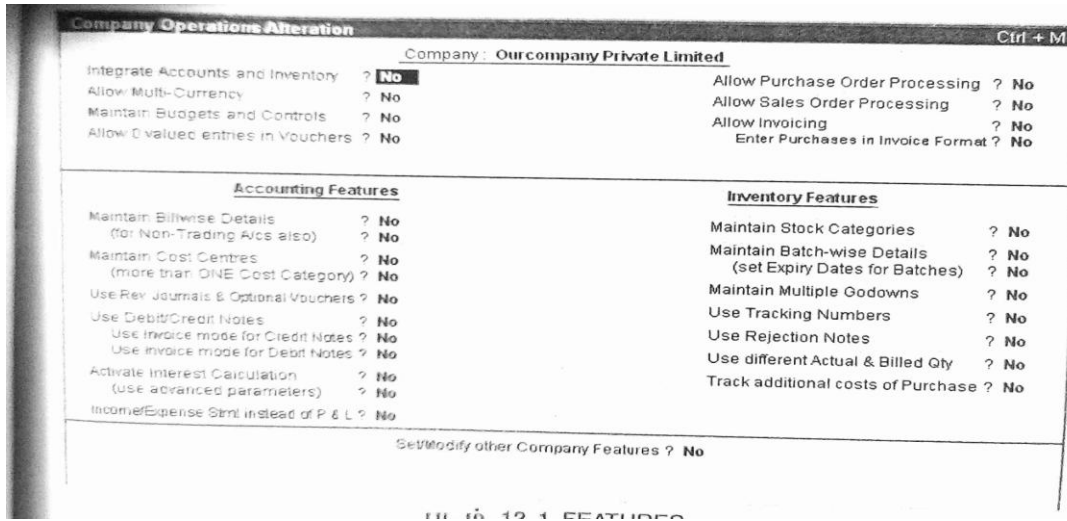 Company Operations Alteration
Ctrl + M
Company : Ourcompany Private Limited
Integrate Accounts and Inventory ? No
Allow Multi-Currency ? No
Maintain Budgets and Controls ? No
Allow 0 valued entries in Vouchers ? No
Allow Purchase Order Processing ? No
Allow Sales Order Processing ? No
Allow Invoicing ? No
Enter Purchases in Invoice Format ? No
Accounting Features
Maintain Billwise Details ? No
(for Non-Trading A/cs also) ? No
Maintain Cost Centres ? No
(more than ONE Cost Category) ? No
Use Rev Journals & Optional Vouchers ? No
Use Debit/Credit Notes ? No
Use invoice mode for Credit Notes ? No
Use invoice mode for Debit Notes ? No
Activate Interest Calculation ? No
(use advanced parameters) ? No
Income/Expense Stmt instead of P & L ? No
Inventory Features
Maintain Stock Categories ? No
Maintain Batch-wise Details ? No
(set Expiry Dates for Batches) ? No
Maintain Multiple Godowns ? No
Use Tracking Numbers ? No
Use Rejection Notes ? No
Use different Actual & Billed Qty ? No
Track additional costs of Purchase ? No
Set/Modify other Company Features ? No
12.1 FEATURES